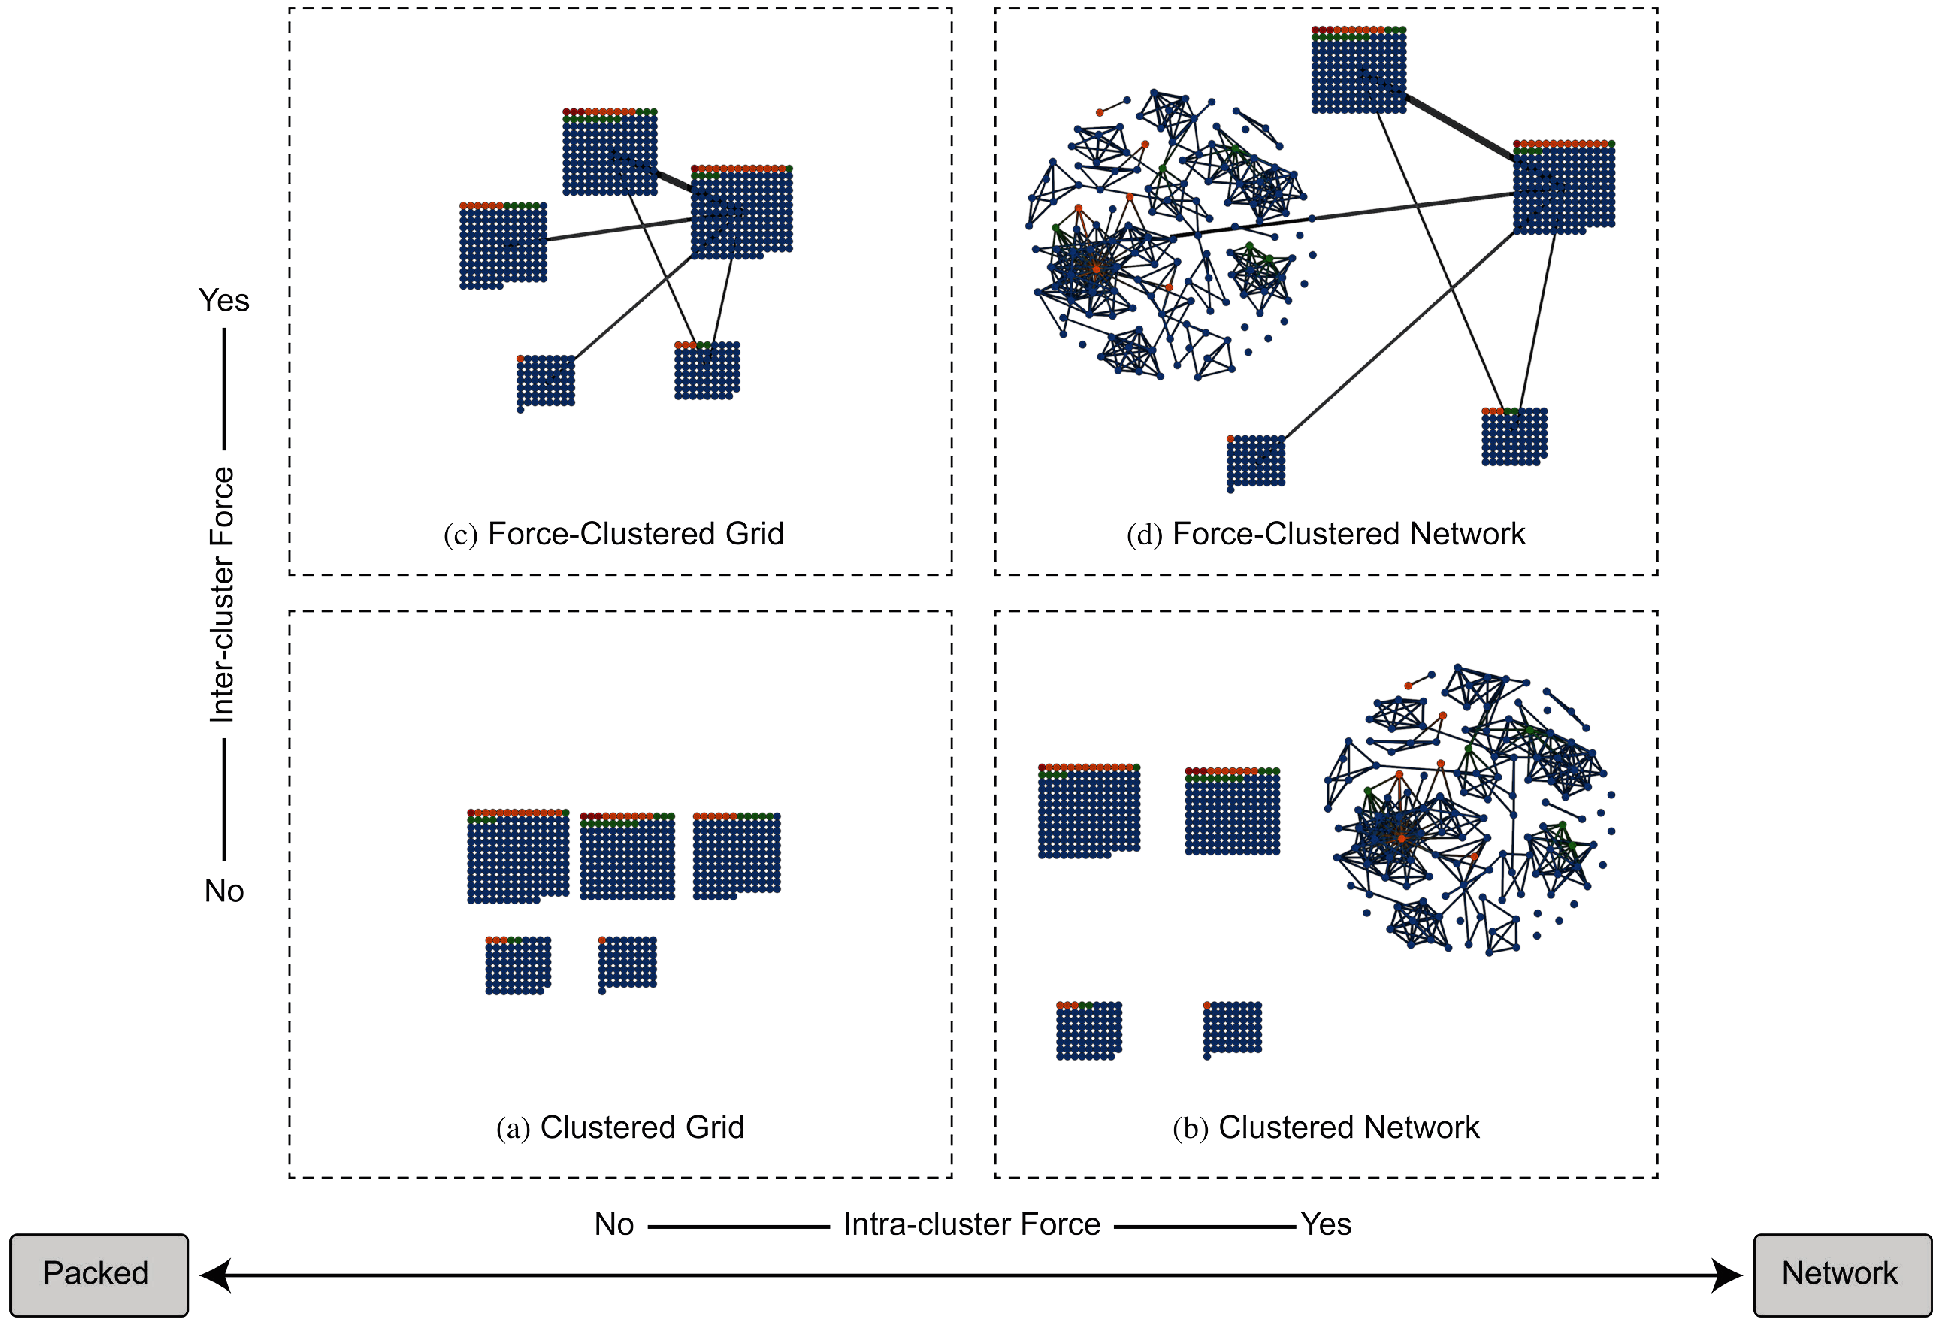 Yes
Inter-cluster Force
No
(c) Force-Clustered Grid
(d) Force-Clustered Network
(a) Clustered Grid
(b) Clustered Network
No Intra-cluster Force Yes
Packed
Network